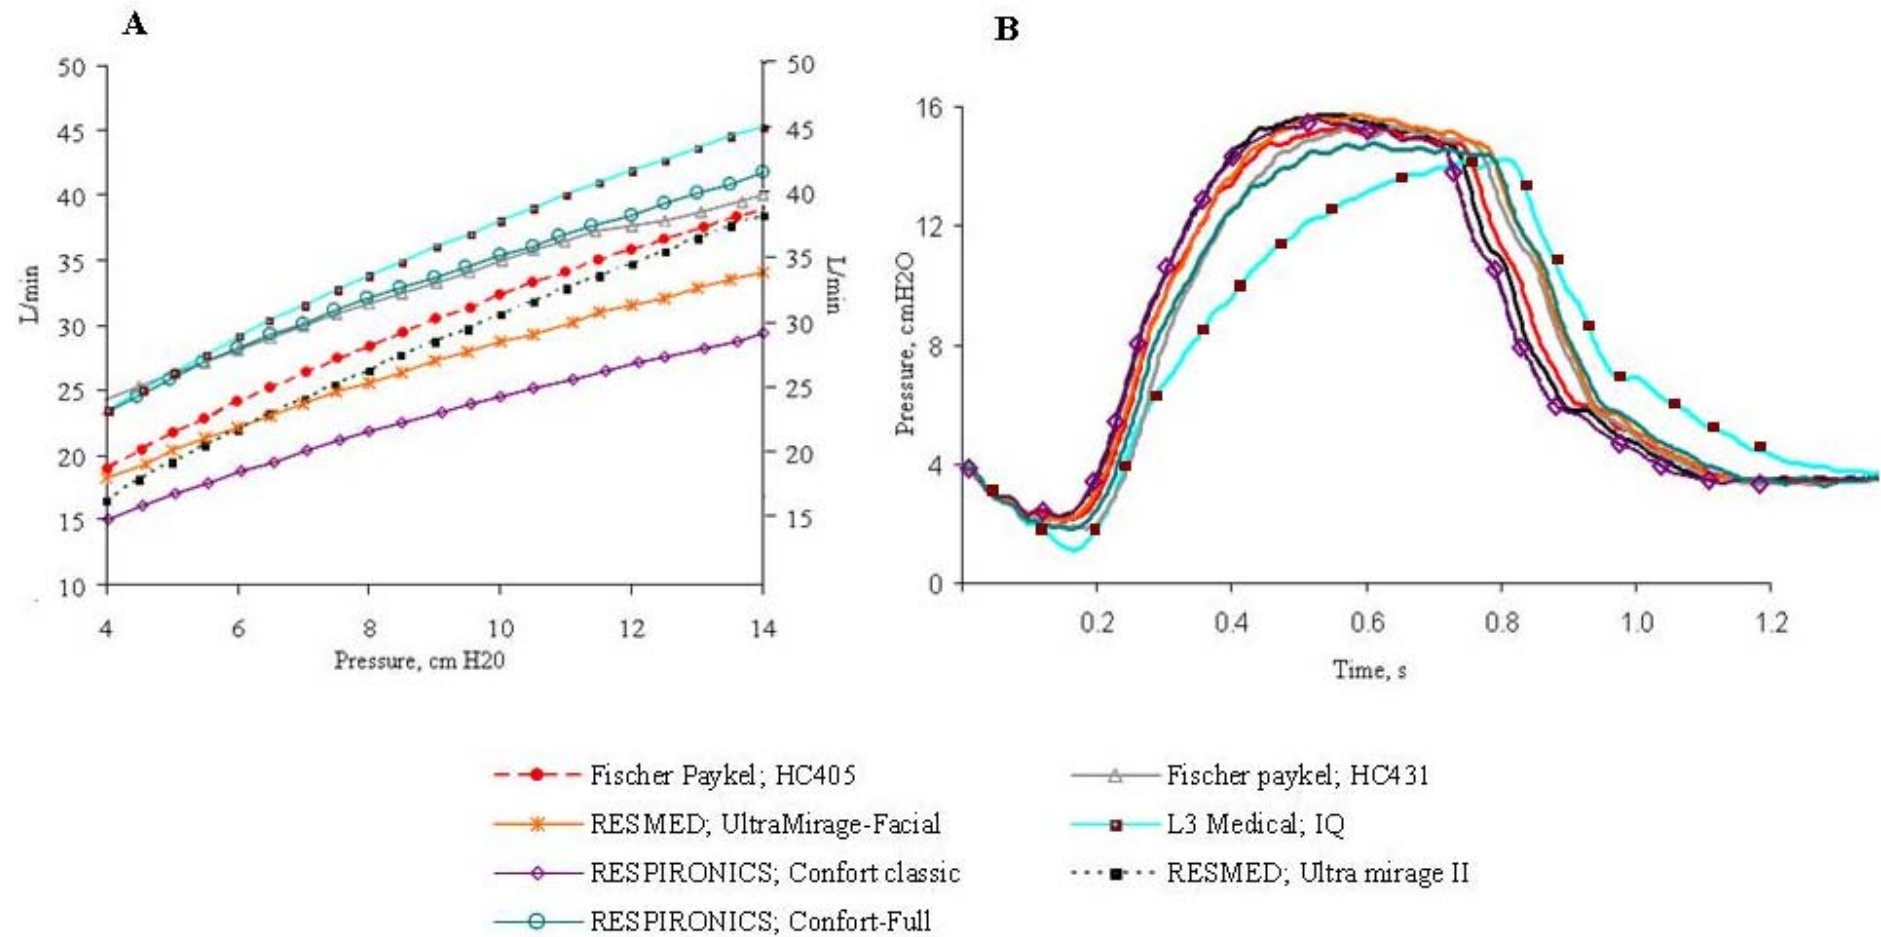 A
50
45
40
35
30
25
20
15
10
L/min
4
6
8
10
12
14
Pressure, cm H20
50
45
40
35
30
25
20
15
L/min
B
16
12
8
4
0
Pressure, cmH2O
0.2
0.4
0.6
0.8
1.0
1.2
Time, s
Fischer Paykel; HC405
RESMED; UltraMirage-Facial
RESPIRONICS; Confort classic
RESPIRONICS; Confort-Full
Fischer paykel; HC431
L3 Medical; IQ
RESMED; Ultra mirage II